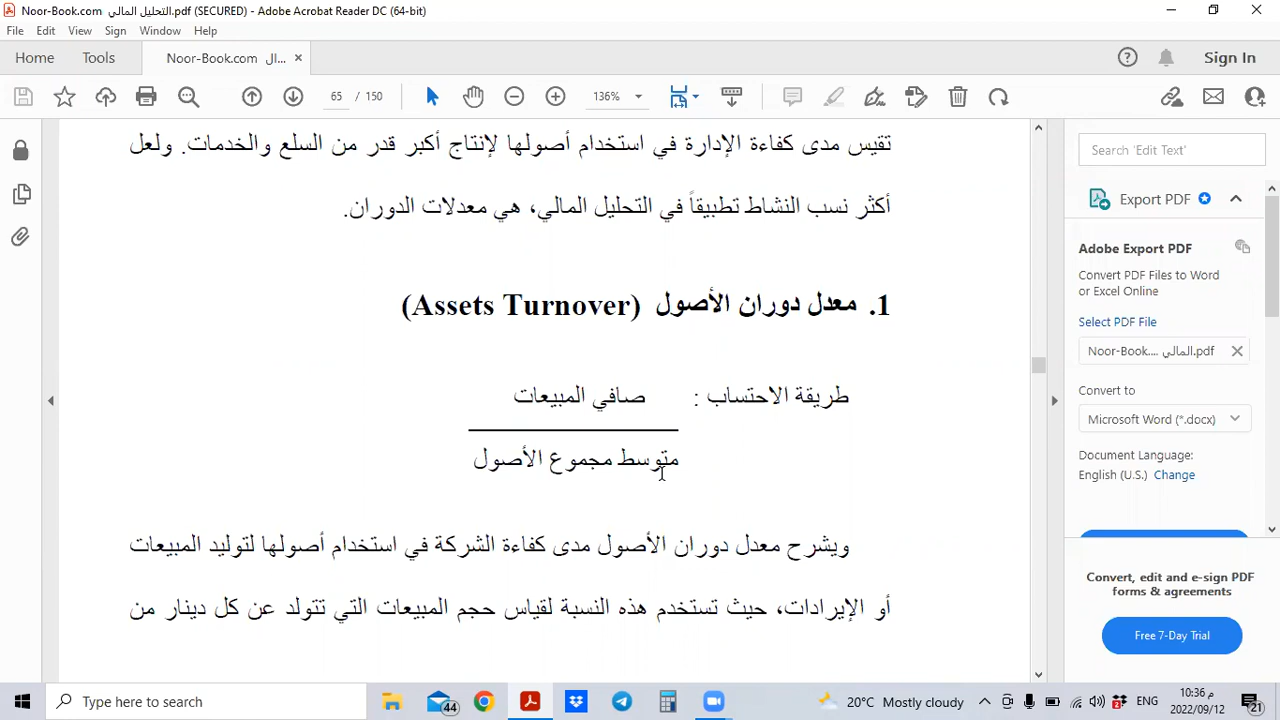 Noor-Book.com التحليل المالي.pdf (SECURED) - Adobe Acrobat Reader DC (64-bit)
File Edit View Sign Window Help
Home Tools Noor-Book.com ال... × Sign In
65 / 150 136%
تقيس مدى كفاءة الإدارة في استخدام أصولها لإنتاج أكبر قدر من السلع والخدمات. ولعل
أكثر نسب النشاط تطبيقاً في التحليل المالي، هي معدلات الدوران.
1. معدل دوران الأصول (Assets Turnover)
طريقة الاحتساب : صافي المبيعات
متوسط مجموع الأصول
ويشرح معدل دوران الأصول مدى كفاءة الشركة في استخدام أصولها لتوليد المبيعات
أو الإيرادات، حيث تستخدم هذه النسبة لقياس حجم المبيعات التي تتولد عن كل دينار من
Search 'Edit Text'
Export PDF
Adobe Export PDF
Convert PDF Files to Word
or Excel Online
Select PDF File
Noor-Book.... المالي.pdf
Convert to
Microsoft Word (*.docx)
Document Language:
English (U.S.) Change
Convert, edit and e-sign PDF
forms & agreements
Free 7-Day Trial
Type here to search
44
20°C Mostly cloudy
ENG
10:36 م
2022/09/12
21